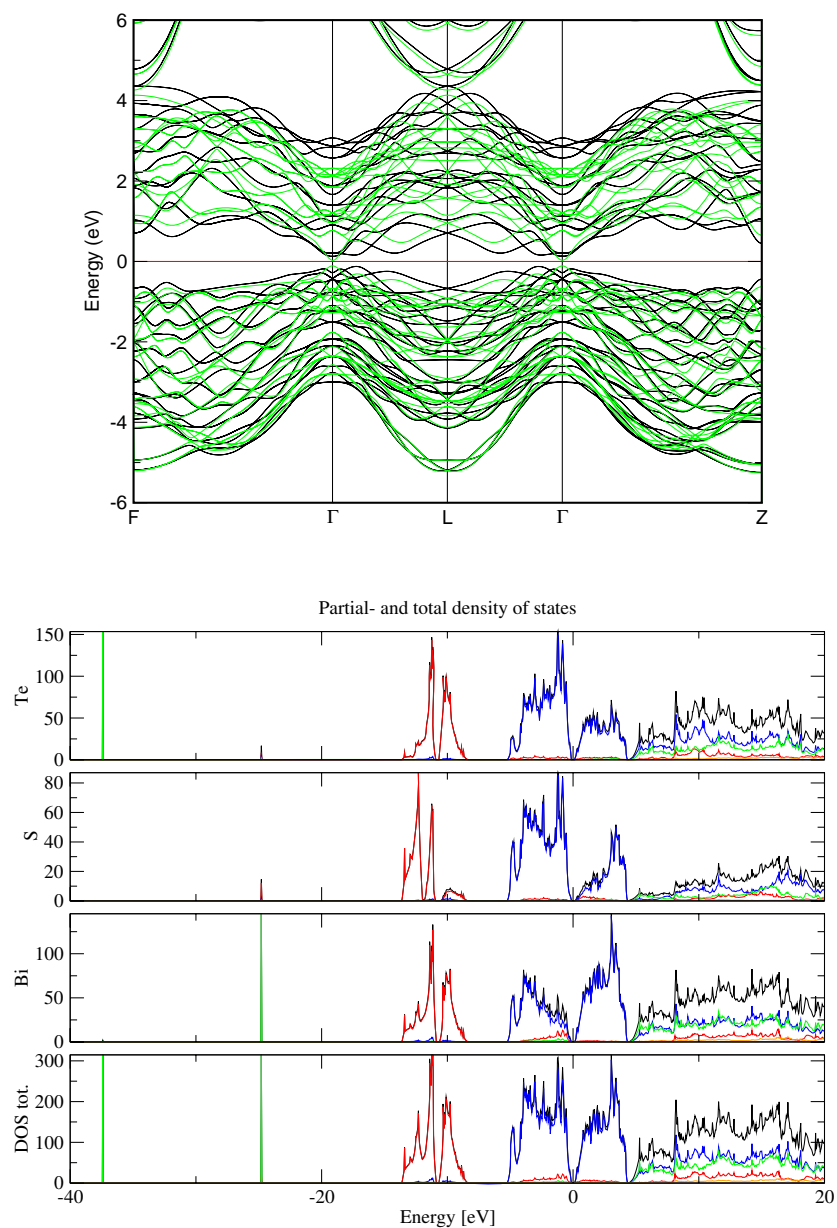 6
4
2
Energy (eV)
0
-2
-4
-6
F Γ L Γ Z
Partial- and total density of states
150
100
Te
50
0
80
60
S
40
20
0
100
Bi
50
0
300
200
DOS tot.
100
0
-40 -20 0 20
Energy [eV]